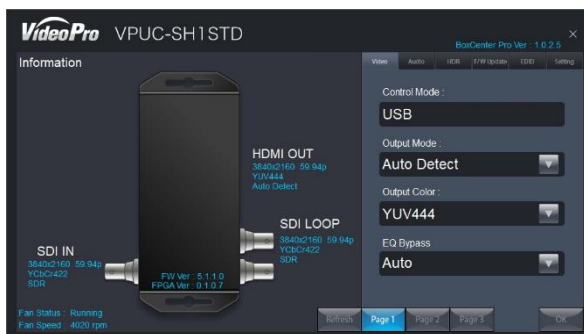 VideoPro VPUC-SH1STD
BoxCenter Pro Ver : 1.0.2.5
Information
Video Audio HDR F/W Update EDID Setting
Control Mode :
USB
Output Mode :
Auto Detect
Output Color :
YUV444
EQ Bypass
Auto
HDMI OUT
3840x2160 59.94p
YUV444
Auto Detect
SDI LOOP
3840x2160 59.94p
YCbCr422
SDR
SDI IN
3840x2160 59.94p
YCbCr422
SDR
FW Ver : 5.1.1.0
FPGA Ver : 0.1.0.7
Fan Status : Running
Fan Speed : 4020 rpm
Refresh Page 1 Page 2 Page 3 OK